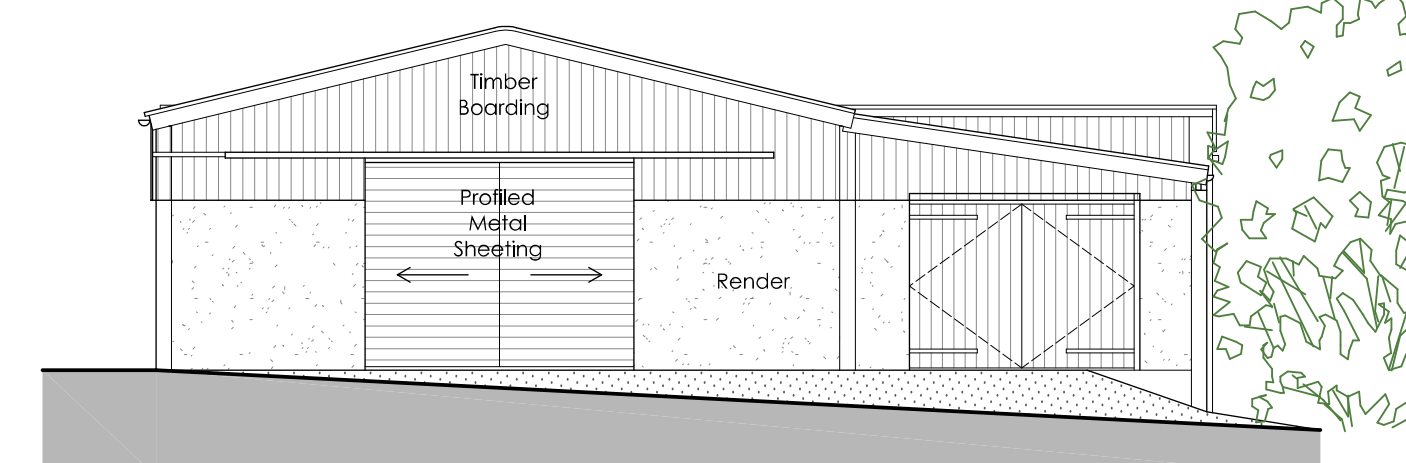 Timber
Boarding
Profiled
Metal
Sheeting
Render